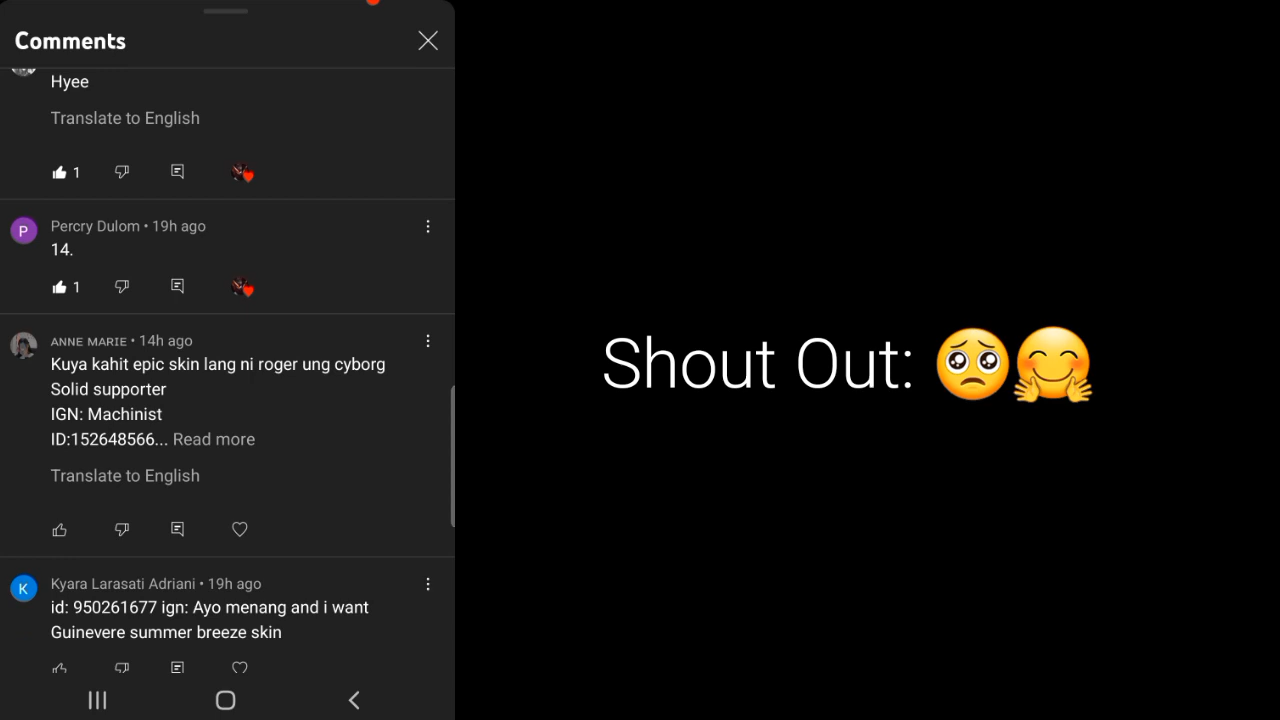 Comments
Hyee
Translate to English
1
Percry Dulom • 19h ago
14.
1
ANNE MARIE • 14h ago
Kuya kahit epic skin lang ni roger ung cyborg
Solid supporter
IGN: Machinist
ID:152648566... Read more
Translate to English
Kyara Larasati Adriani • 19h ago
id: 950261677 ign: Ayo menang and i want
Guinevere summer breeze skin
P
K
Shout Out: 🥺🤗